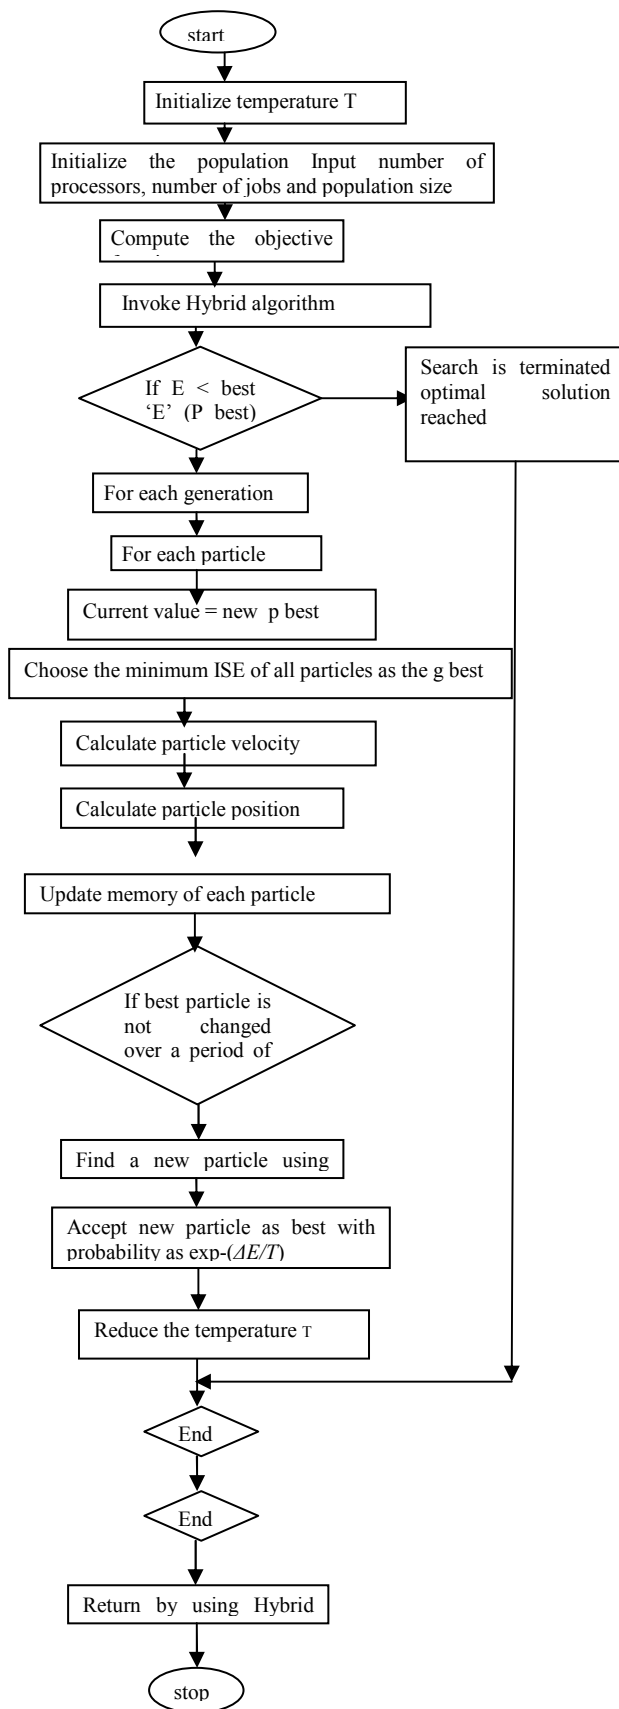 start
Initialize temperature T
Initialize the population Input number of
processors, number of jobs and population size
Compute the objective
Invoke Hybrid algorithm
If E < best
‘E’ (P best)
Search is terminated
optimal solution
reached
For each generation
For each particle
Current value = new p best
Choose the minimum ISE of all particles as the g best
Calculate particle velocity
Calculate particle position
Update memory of each particle
If best particle is
not changed
over a period of
Find a new particle using
Accept new particle as best with
probability as exp-(ΔE/T)
Reduce the temperature T
End
End
Return by using Hybrid
stop